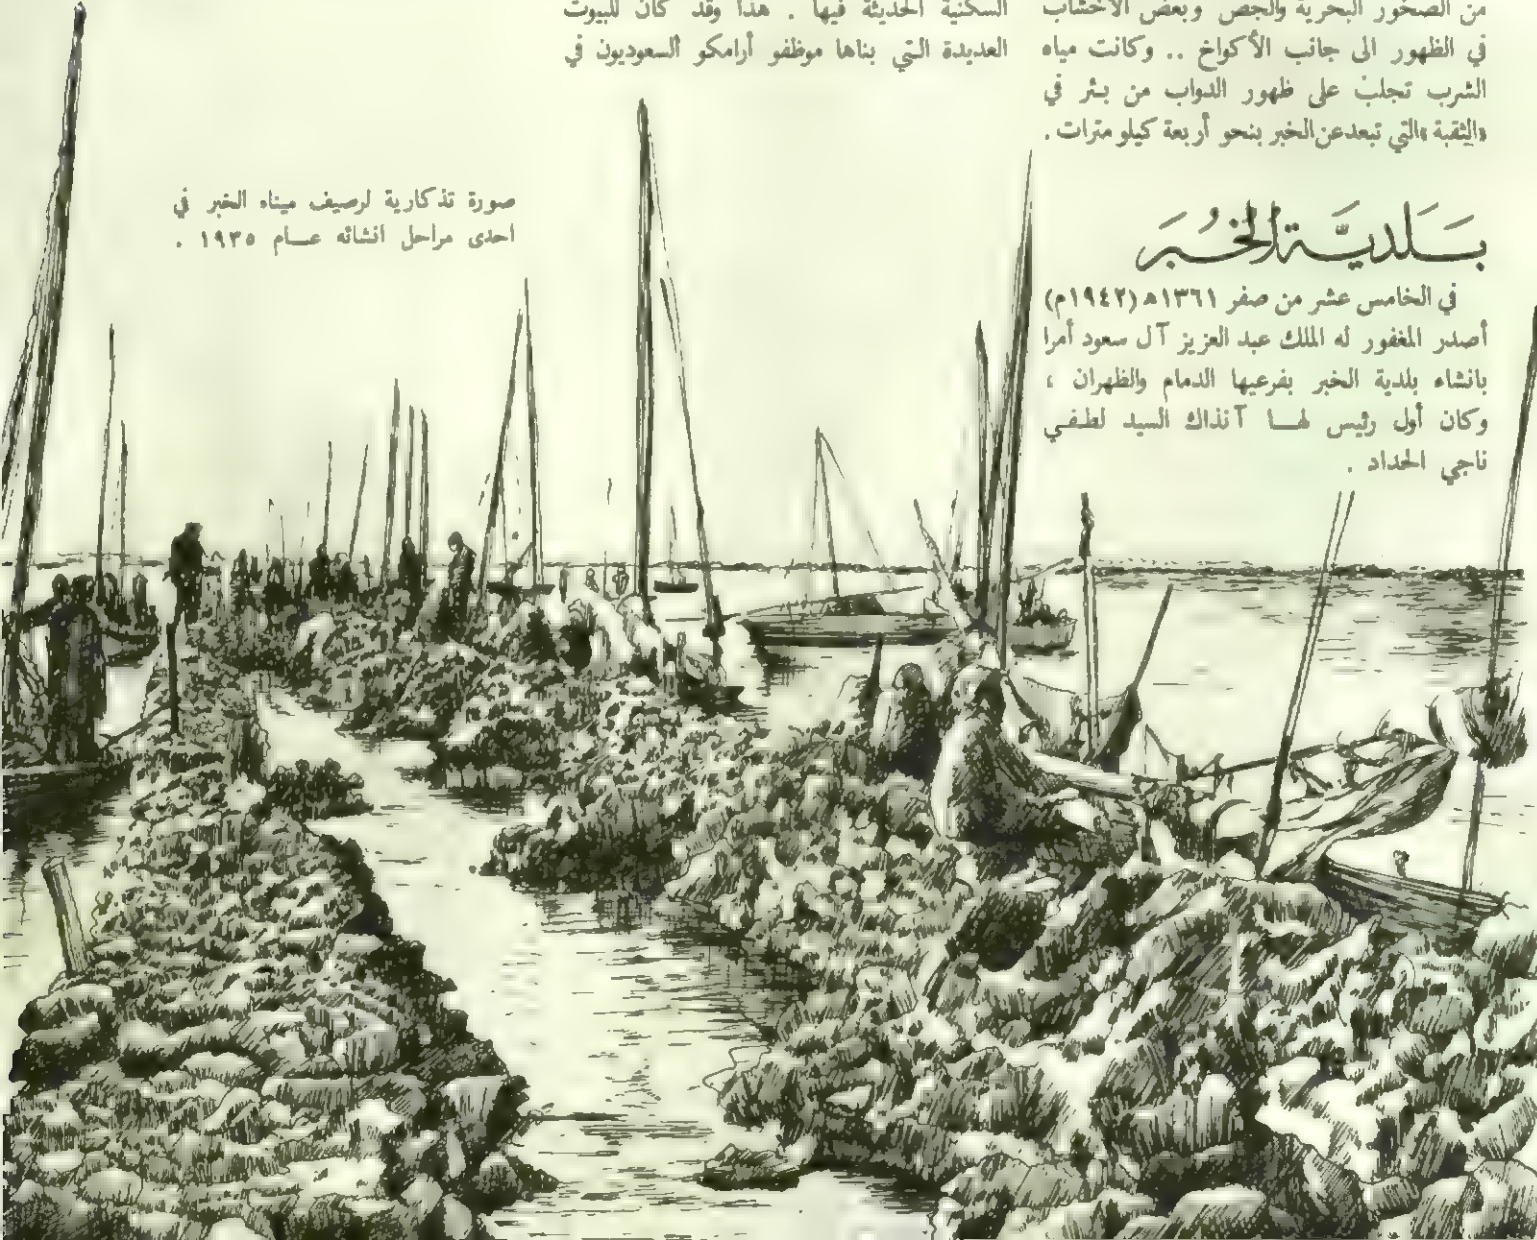 من الصخور البحرية والجص وبعض الأخشاب
في الظهور الى جانب الأكواخ .. وكانت مياه
الشرب تجلب على ظهور الدواب من بئر في
«الثقبة» التي تبعد عن الخبر بنحو أربعة كيلو مترات .
بلدية الخبر
في الخامس عشر من صفر ١٣٦١ه (١٩٤٢م)
أصدر المغفور له الملك عبد العزيز آل سعود أمرا
بانشاء بلدية الخبر بفرعيها الدمام والظهران ،
وكان أول رئيس لها آنذاك السيد لطفي
ناجي الحداد .
السكنية الحديثة فيها . هذا وقد كان للبيوت
العديدة التي بناها موظفو أرامكو السعوديون في
صورة تذكارية لرصيف ميناء الخبر في
احدى مراحل انشائه عام ١٩٣٥ .